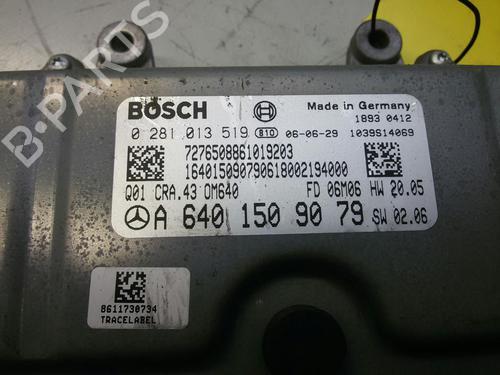 B-PARTS
BOSCH
Made in Germany
0 281 013 519 810 06-06-29
1893 0412
1039S14069
7276508861019203
164015090790618002194000
Q01 CRA.43 OM640 FD 06M06 HW 20.05
A 640 150 90 79 SW 02.06
8611730734
TRACELABEL